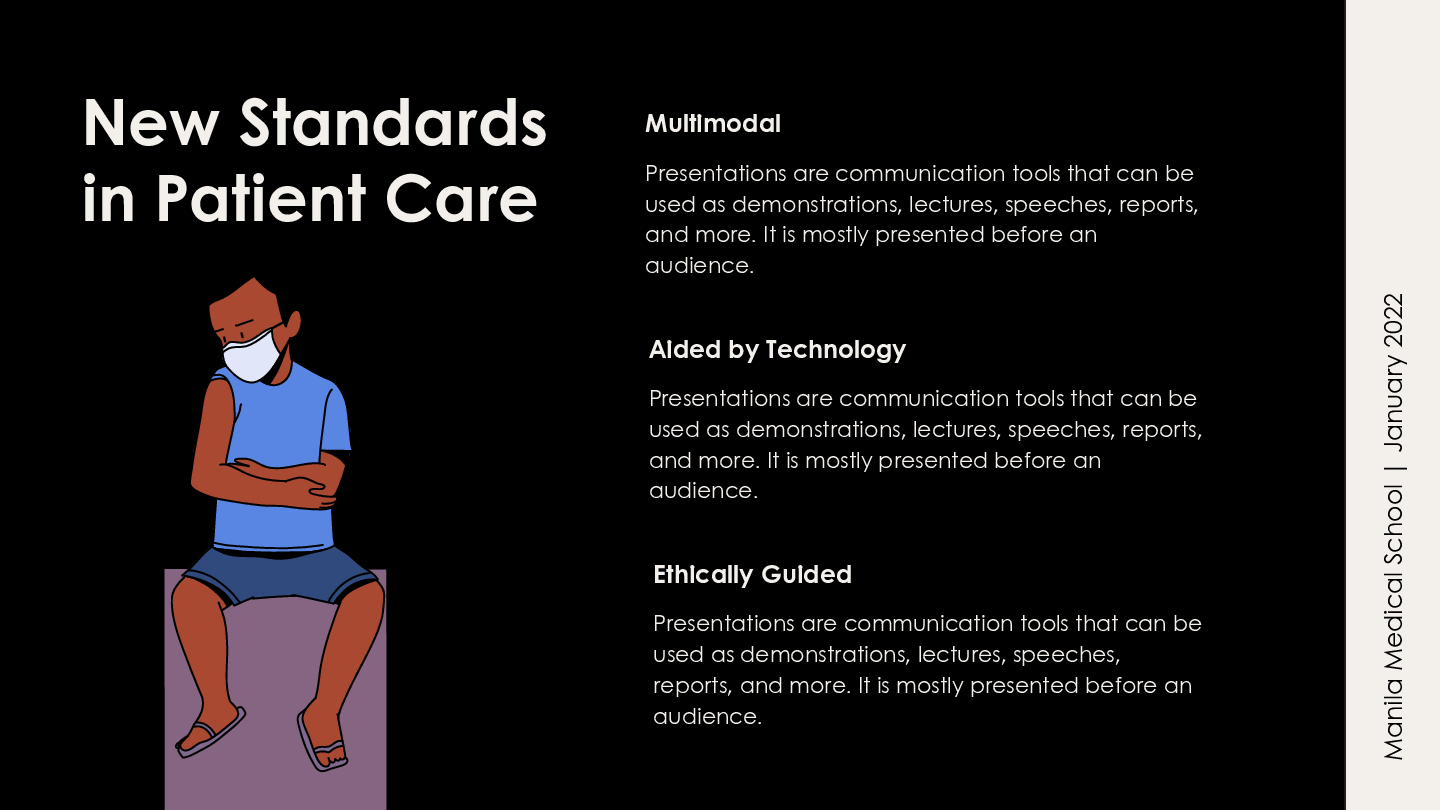 New Standards
in Patient Care
Multimodal
Presentations are communication tools that can be
used as demonstrations, lectures, speeches, reports,
and more. It is mostly presented before an
audience.
Aided by Technology
Presentations are communication tools that can be
used as demonstrations, lectures, speeches, reports,
and more. It is mostly presented before an
audience.
Ethically Guided
Presentations are communication tools that can be
used as demonstrations, lectures, speeches,
reports, and more. It is mostly presented before an
audience.
Manila Medical School | January 2022